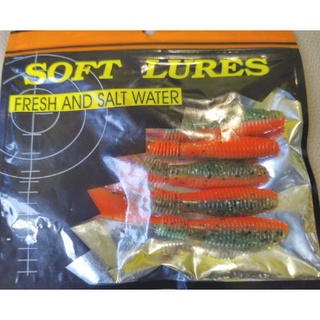 SOFT LURES
FRESH AND SALT WATER